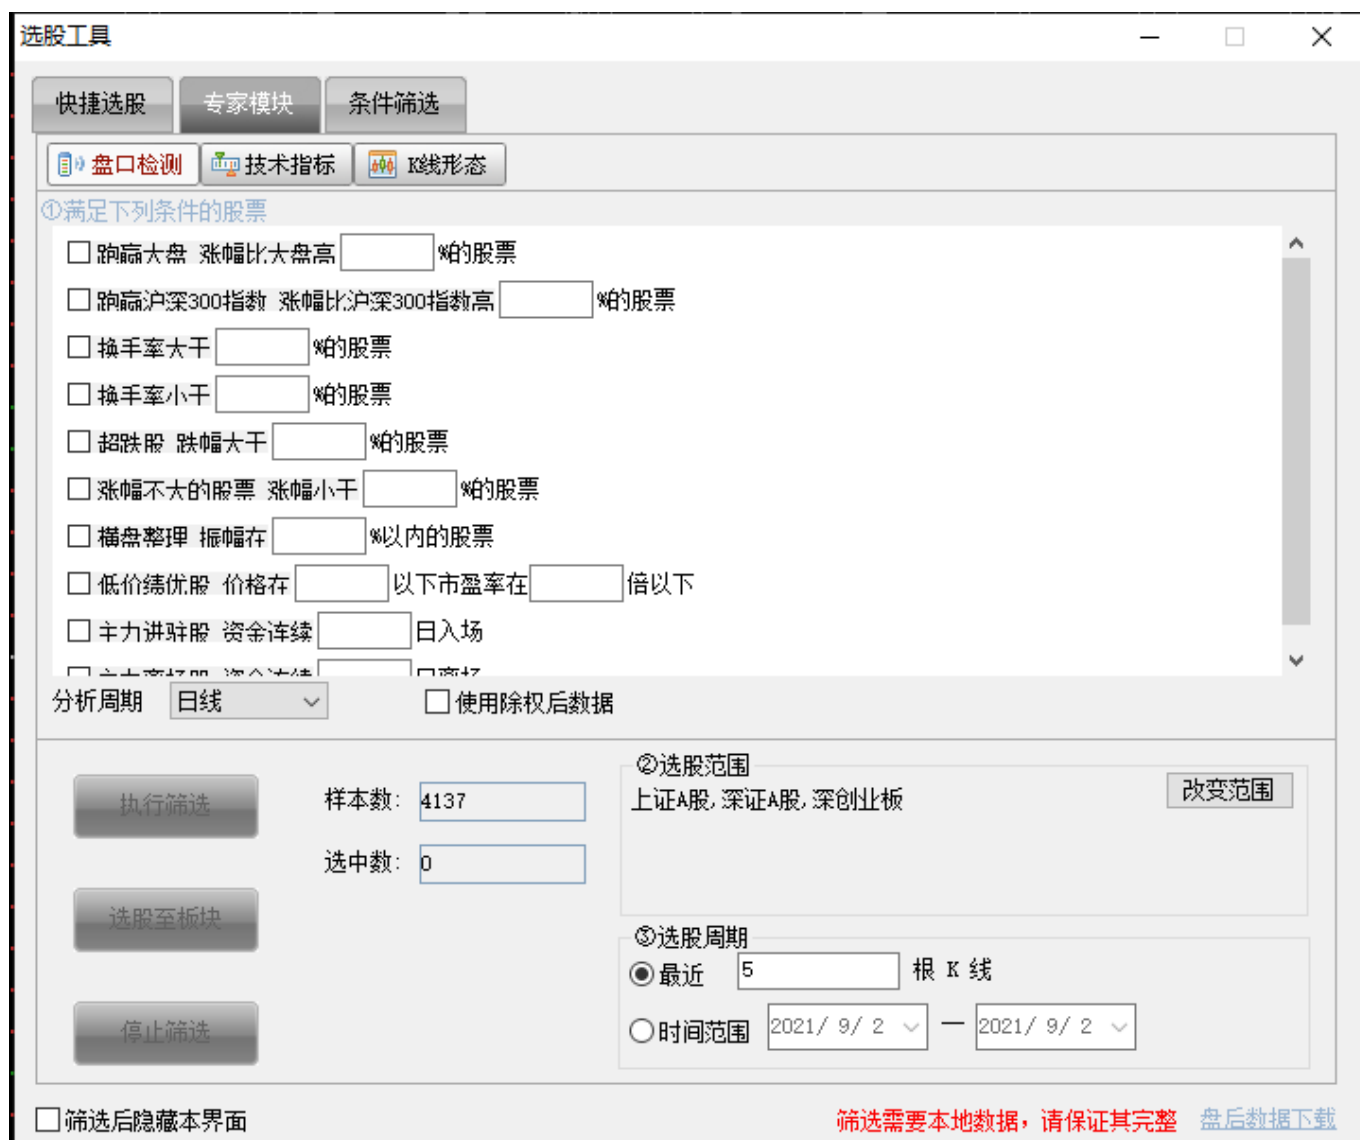 选股工具
快捷选股 专家模块 条件筛选
盘口检测 技术指标 K线形态
①满足下列条件的股票
跑赢大盘 涨幅比大盘高 %的股票
跑赢沪深300指数 涨幅比沪深300指数高 %的股票
换手率大于 %的股票
换手率小于 %的股票
超跌股 跌幅大于 %的股票
涨幅不大的股票 涨幅小于 %的股票
横盘整理 振幅在 %以内的股票
低价绩优股 价格在 以下市盈率在 倍以下
主力进驻股 资金连续 日入场
主力离场股 资金连续 日离场
分析周期 日线 使用除权后数据
执行筛选 样本数: 4137
选中数: 0
选股至板块
停止筛选
②选股范围
上证A股,深证A股,深创业板 改变范围
③选股周期
最近 5 根 K 线
时间范围 2021/ 9/ 2 — 2021/ 9/ 2
筛选后隐藏本界面 筛选需要本地数据，请保证其完整 盘后数据下载